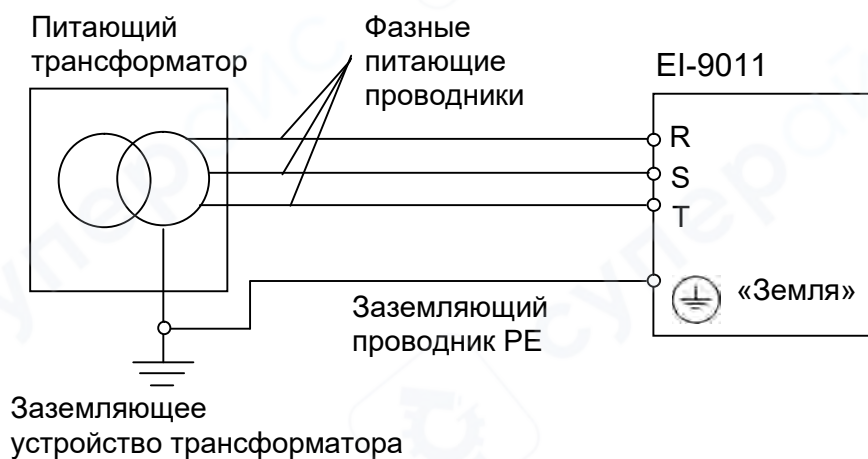 Питающий
трансформатор
Фазные
питающие
проводники
EI-9011
R
S
T
«Земля»
Заземляющий
проводник PE
Заземляющее
устройство трансформатора